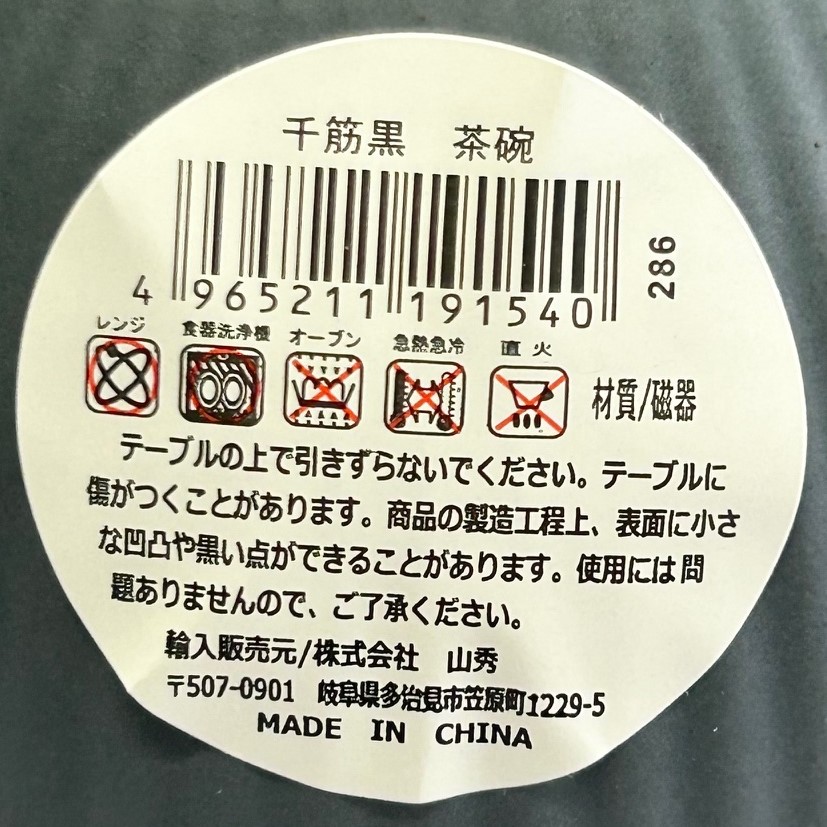 千筋黒　茶碗
4 965211 191540
286
レンジ 食器洗浄機 オーブン 急熱急冷 直火
材質/磁器
テーブルの上で引きずらないでください。テーブルに
傷がつくことがあります。商品の製造工程上、表面に小さ
な凹凸や黒い点ができることがあります。使用には問
題ありませんので、ご了承ください。
輸入販売元/株式会社　山秀
〒507-0901　岐阜県多治見市笠原町1229-5
MADE IN CHINA